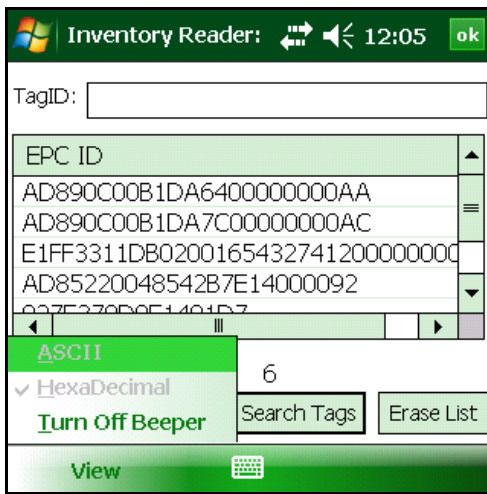 Inventory Reader: 12:05 ok
TagID:
EPC ID
AD890C00B1DA6400000000AA
AD890C00B1DA7C00000000AC
E1FF3311DB0200165432741200000000
AD85220048542B7E14000092
ASCII
6
HexaDecimal
Turn Off Beeper
Search Tags
Erase List
View